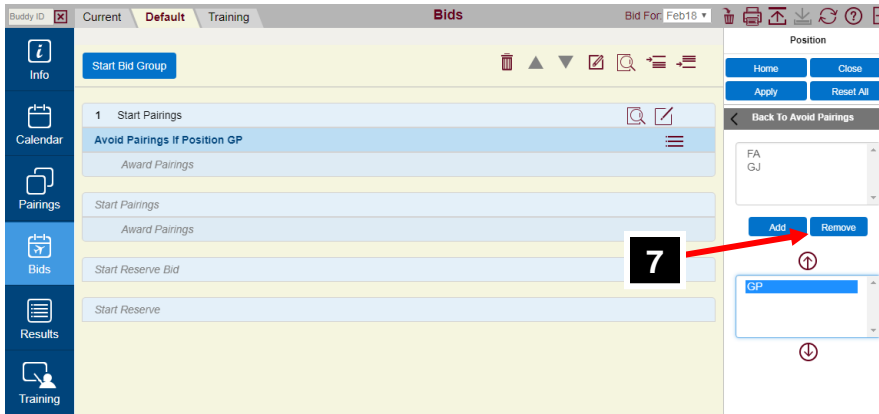 Buddy ID
Current Default Training
Bids
Bid For: Feb18
Info
Calendar
Pairings
Bids
Results
Training
Start Bid Group
1 Start Pairings
Avoid Pairings If Position GP
Award Pairings
Start Pairings
Award Pairings
Start Reserve Bid
Start Reserve
7
Position
Home Close
Apply Reset All
Back To Avoid Pairings
FA
GJ
Add Remove
GP